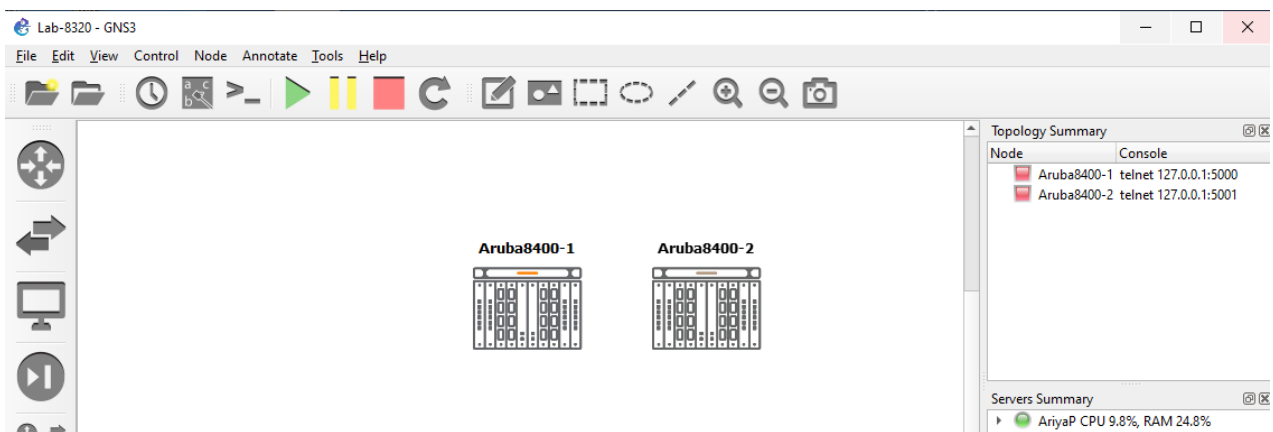 Lab-8320 - GNS3
File Edit View Control Node Annotate Tools Help
a c
b
>_
Topology Summary
Node Console
Aruba8400-1 telnet 127.0.0.1:5000
Aruba8400-2 telnet 127.0.0.1:5001
Aruba8400-1 Aruba8400-2
Servers Summary
AriyaP CPU 9.8%, RAM 24.8%